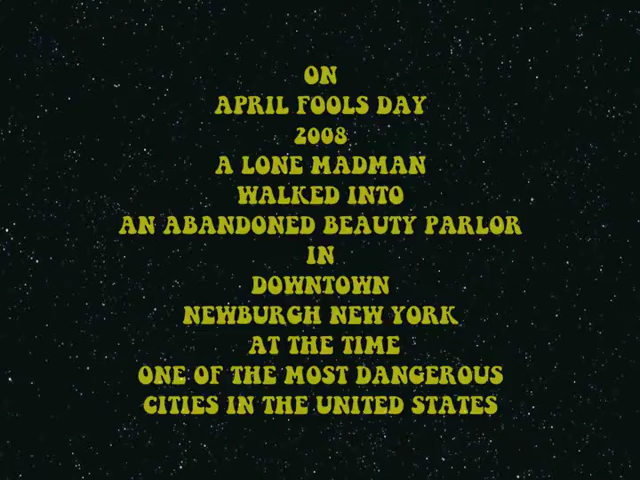 ON
APRIL FOOLS DAY
2008
A LONE MADMAN
WALKED INTO
AN ABANDONED BEAUTY PARLOR
IN
DOWNTOWN
NEWBURGH NEW YORK
AT THE TIME
ONE OF THE MOST DANGEROUS
CITIES IN THE UNITED STATES